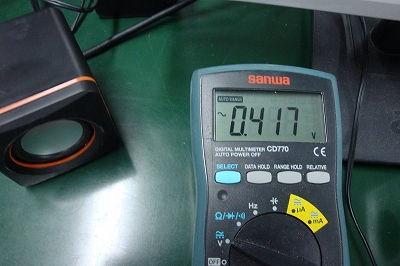 sanwa
AUTO RANGE
~ 0.417 V
DIGITAL MULTIMETER CD770
AUTO POWER OFF CE
SELECT DATA HOLD RANGE HOLD RELATIVE
Hz
Ω
μA
mA
V
OFF